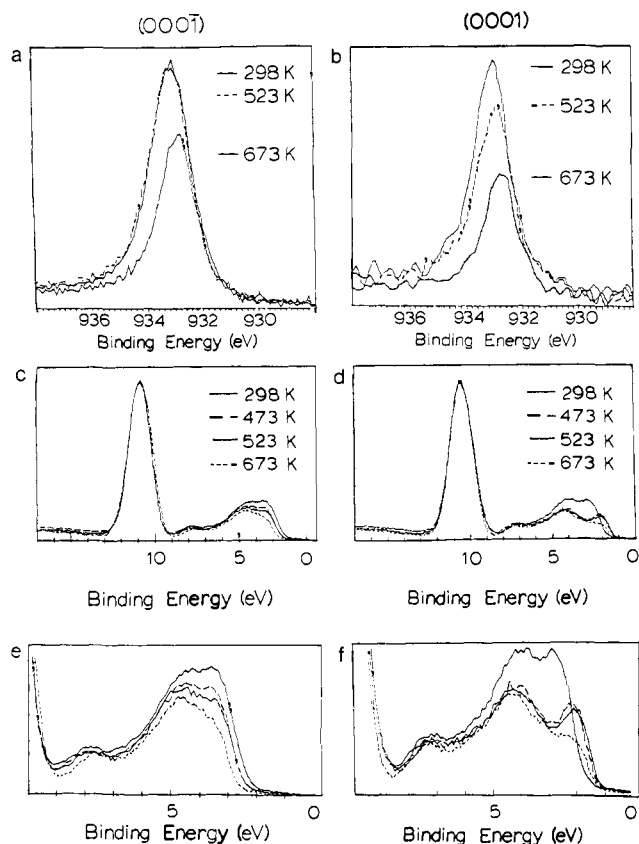 (0001̄)
(0001)
a
298 K
523 K
673 K
936 934 932 930
Binding Energy (eV)
b
298 K
523 K
673 K
936 934 932 930
Binding Energy (eV)
c
298 K
473 K
523 K
673 K
10 5 0
Binding Energy (eV)
d
298 K
473 K
523 K
673 K
10 5 0
Binding Energy (eV)
e
5 0
Binding Energy (eV)
f
5 0
Binding Energy (eV)